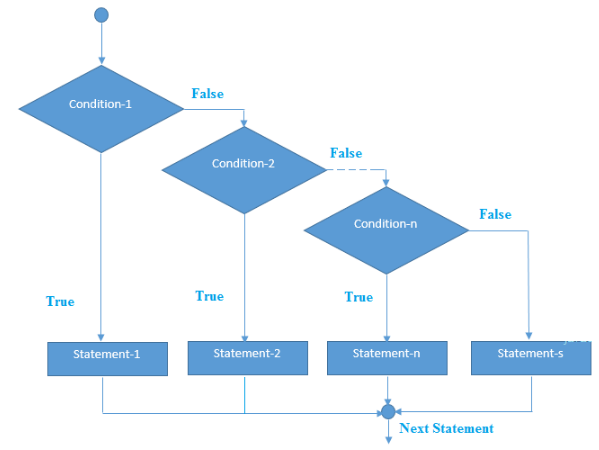 Condition-1
False
Condition-2
False
Condition-n
False
True
True
True
Statement-1
Statement-2
Statement-n
Statement-s
Next Statement